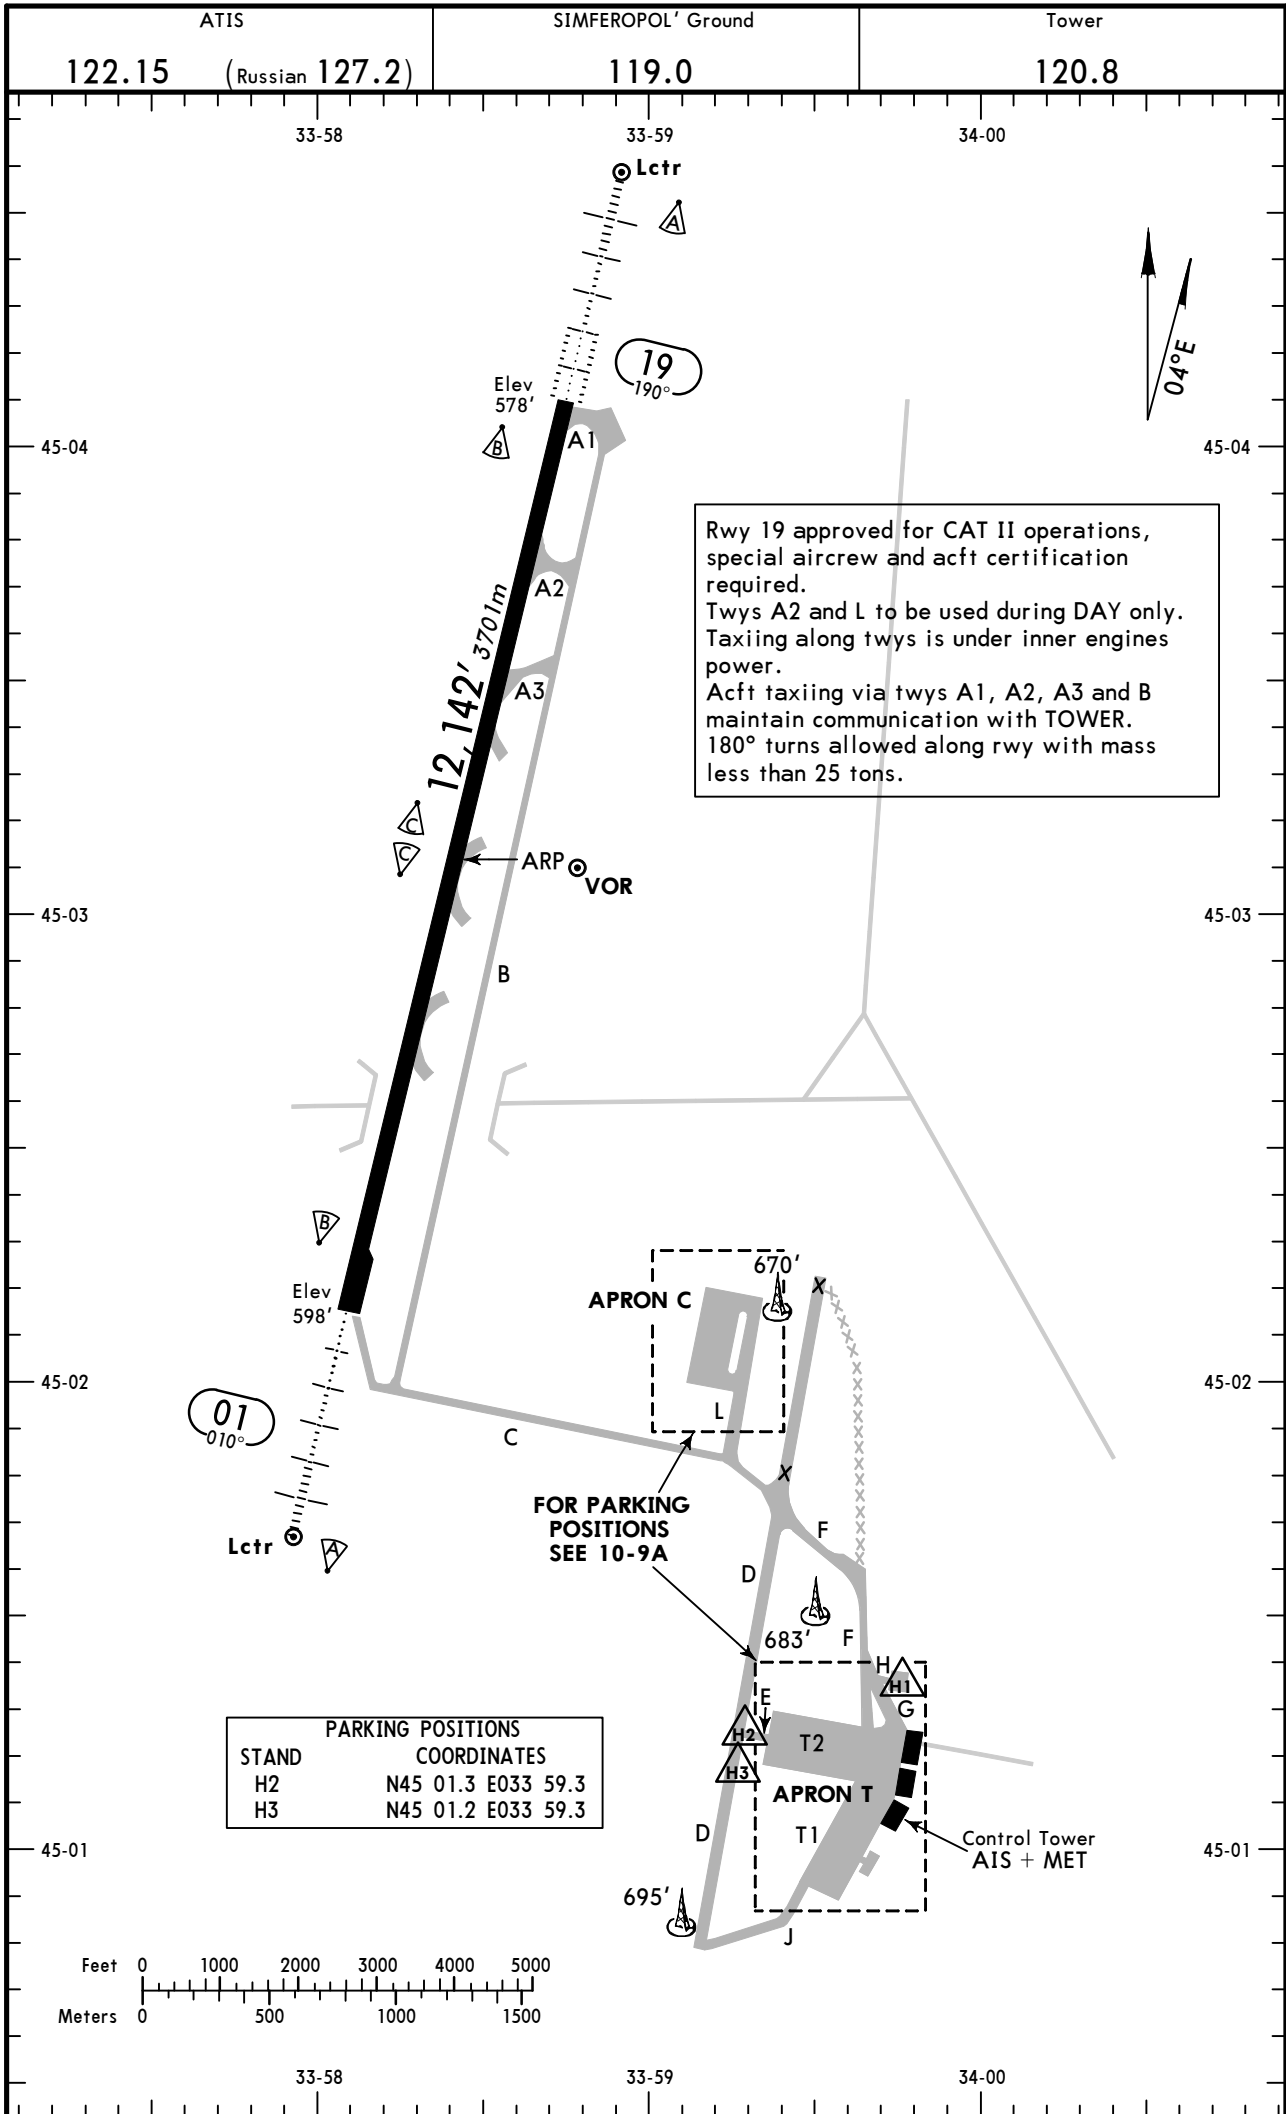 ATIS
122.15 (Russian 127.2)
SIMFEROPOL' Ground
119.0
Tower
120.8
33-58
33-59
34-00
Lctr
A
04°E
19
190°
Elev
578'
B
A1
45-04
45-04
Rwy 19 approved for CAT II operations,
special aircrew and acft certification
required.
Twys A2 and L to be used during DAY only.
Taxiing along twys is under inner engines
power.
Acft taxiing via twys A1, A2, A3 and B
maintain communication with TOWER.
180° turns allowed along rwy with mass
less than 25 tons.
A2
12,142' 3701m
A3
C
C
ARP
VOR
45-03
45-03
B
B
670'
Elev
598'
APRON C
X
45-02
45-02
01
010°
L
C
X
FOR PARKING
POSITIONS
SEE 10-9A
F
Lctr
A
D
683'
F
H
H1
E
G
H2
T2
H3
PARKING POSITIONS
STAND COORDINATES
H2 N45 01.3 E033 59.3
H3 N45 01.2 E033 59.3
APRON T
D
T1
Control Tower
AIS + MET
45-01
45-01
695'
J
Feet 0 1000 2000 3000 4000 5000
Meters 0 500 1000 1500
33-58
33-59
34-00